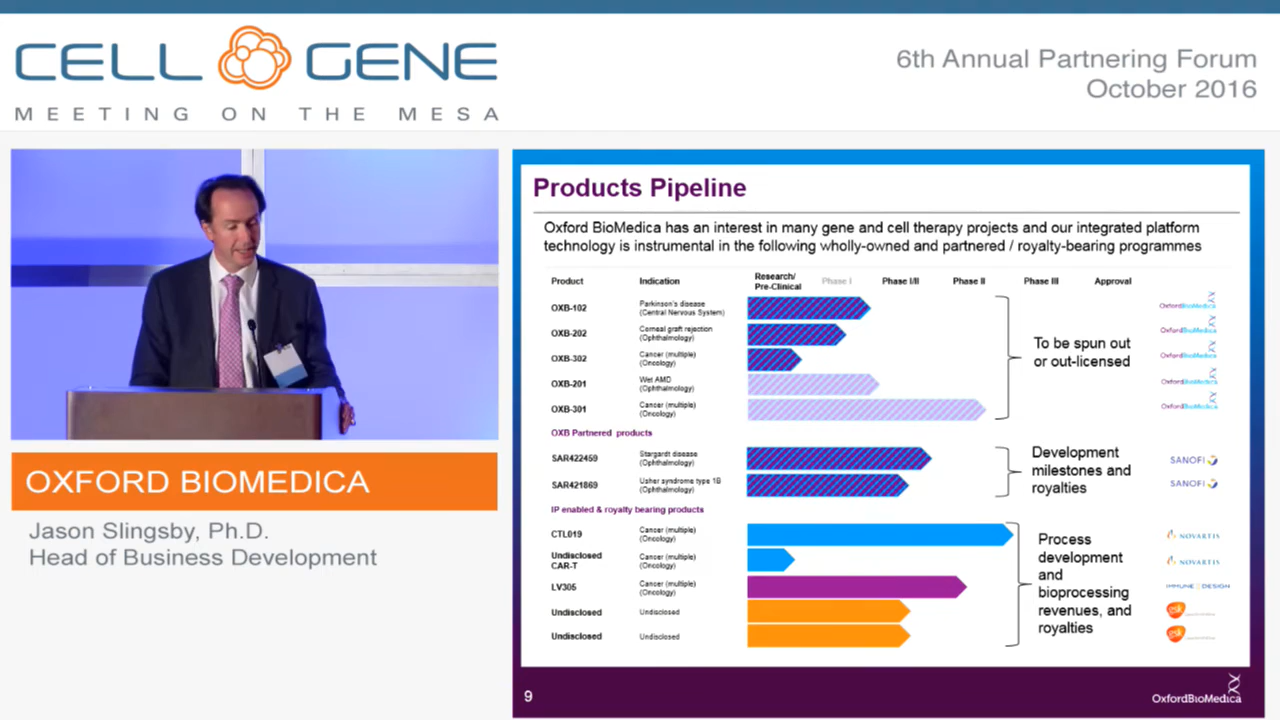 CELL GENE
MEETING ON THE MESA
6th Annual Partnering Forum
October 2016
OXFORD BIOMEDICA
Jason Slingsby, Ph.D.
Head of Business Development
Products Pipeline
Oxford BioMedica has an interest in many gene and cell therapy projects and our integrated platform
technology is instrumental in the following wholly-owned and partnered / royalty-bearing programmes
Product Indication Research/ Pre-Clinical Phase I Phase I/II Phase II Phase III Approval
OXB-102 Parkinson's disease (Central Nervous System) OxfordBioMedica
OXB-202 Corneal graft rejection (Ophthalmology) OxfordBioMedica
OXB-302 Cancer (multiple) (Oncology) OxfordBioMedica
OXB-201 Wet AMD (Ophthalmology) OxfordBioMedica
OXB-301 Cancer (multiple) (Oncology) OxfordBioMedica
To be spun out
or out-licensed
OXB Partnered products
SAR422459 Stargardt disease (Ophthalmology) SANOFI
SAR421869 Usher syndrome type 1B (Ophthalmology) SANOFI
Development
milestones and
royalties
IP enabled & royalty bearing products
CTL019 Cancer (multiple) (Oncology) NOVARTIS
Undisclosed CAR-T Cancer (multiple) (Oncology) NOVARTIS
LV305 Cancer (multiple) (Oncology) IMMUNE DESIGN
Undisclosed Undisclosed gsk
Undisclosed Undisclosed gsk
Process
development
and
bioprocessing
revenues, and
royalties
9
OxfordBioMedica